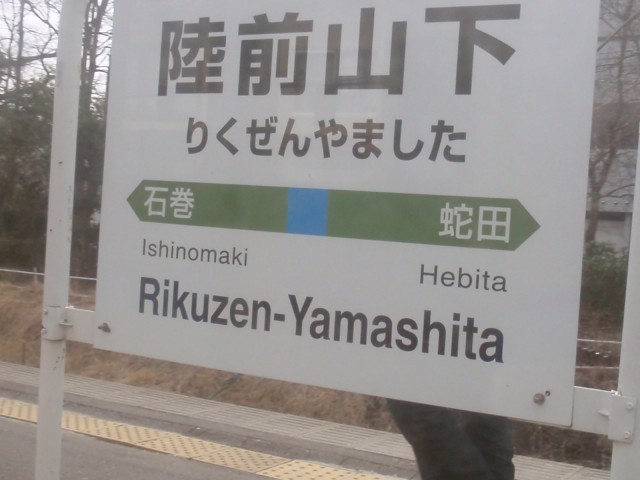 陸前山下
りくぜんやました
石巻 蛇田
Ishinomaki Hebita
Rikuzen-Yamashita